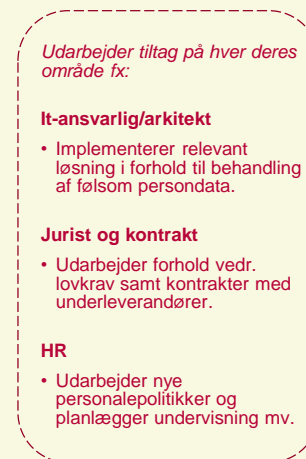 Udarbejder tiltag på hver deres
område fx:
It-ansvarlig/arkitekt
• Implementerer relevant
løsning i forhold til behandling
af følsom persondata.
Jurist og kontrakt
• Udarbejder forhold vedr.
lovkrav samt kontrakter med
underleverandører.
HR
• Udarbejder nye
personalepolitikker og
planlægger undervisning mv.